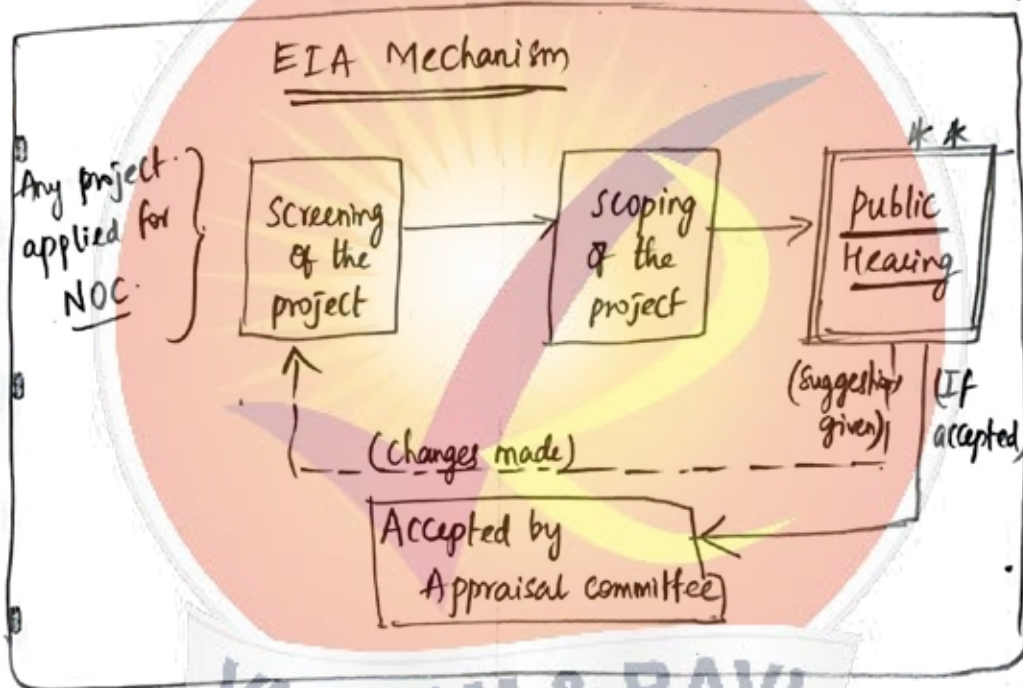 EIA Mechanism
Any project
applied for
NOC.
Screening
of the
project
scoping
of the
project
* *
public
Hearing
(suggestion
given)
(If
accepted)
(changes made)
Accepted by
Appraisal committee
& RAVI